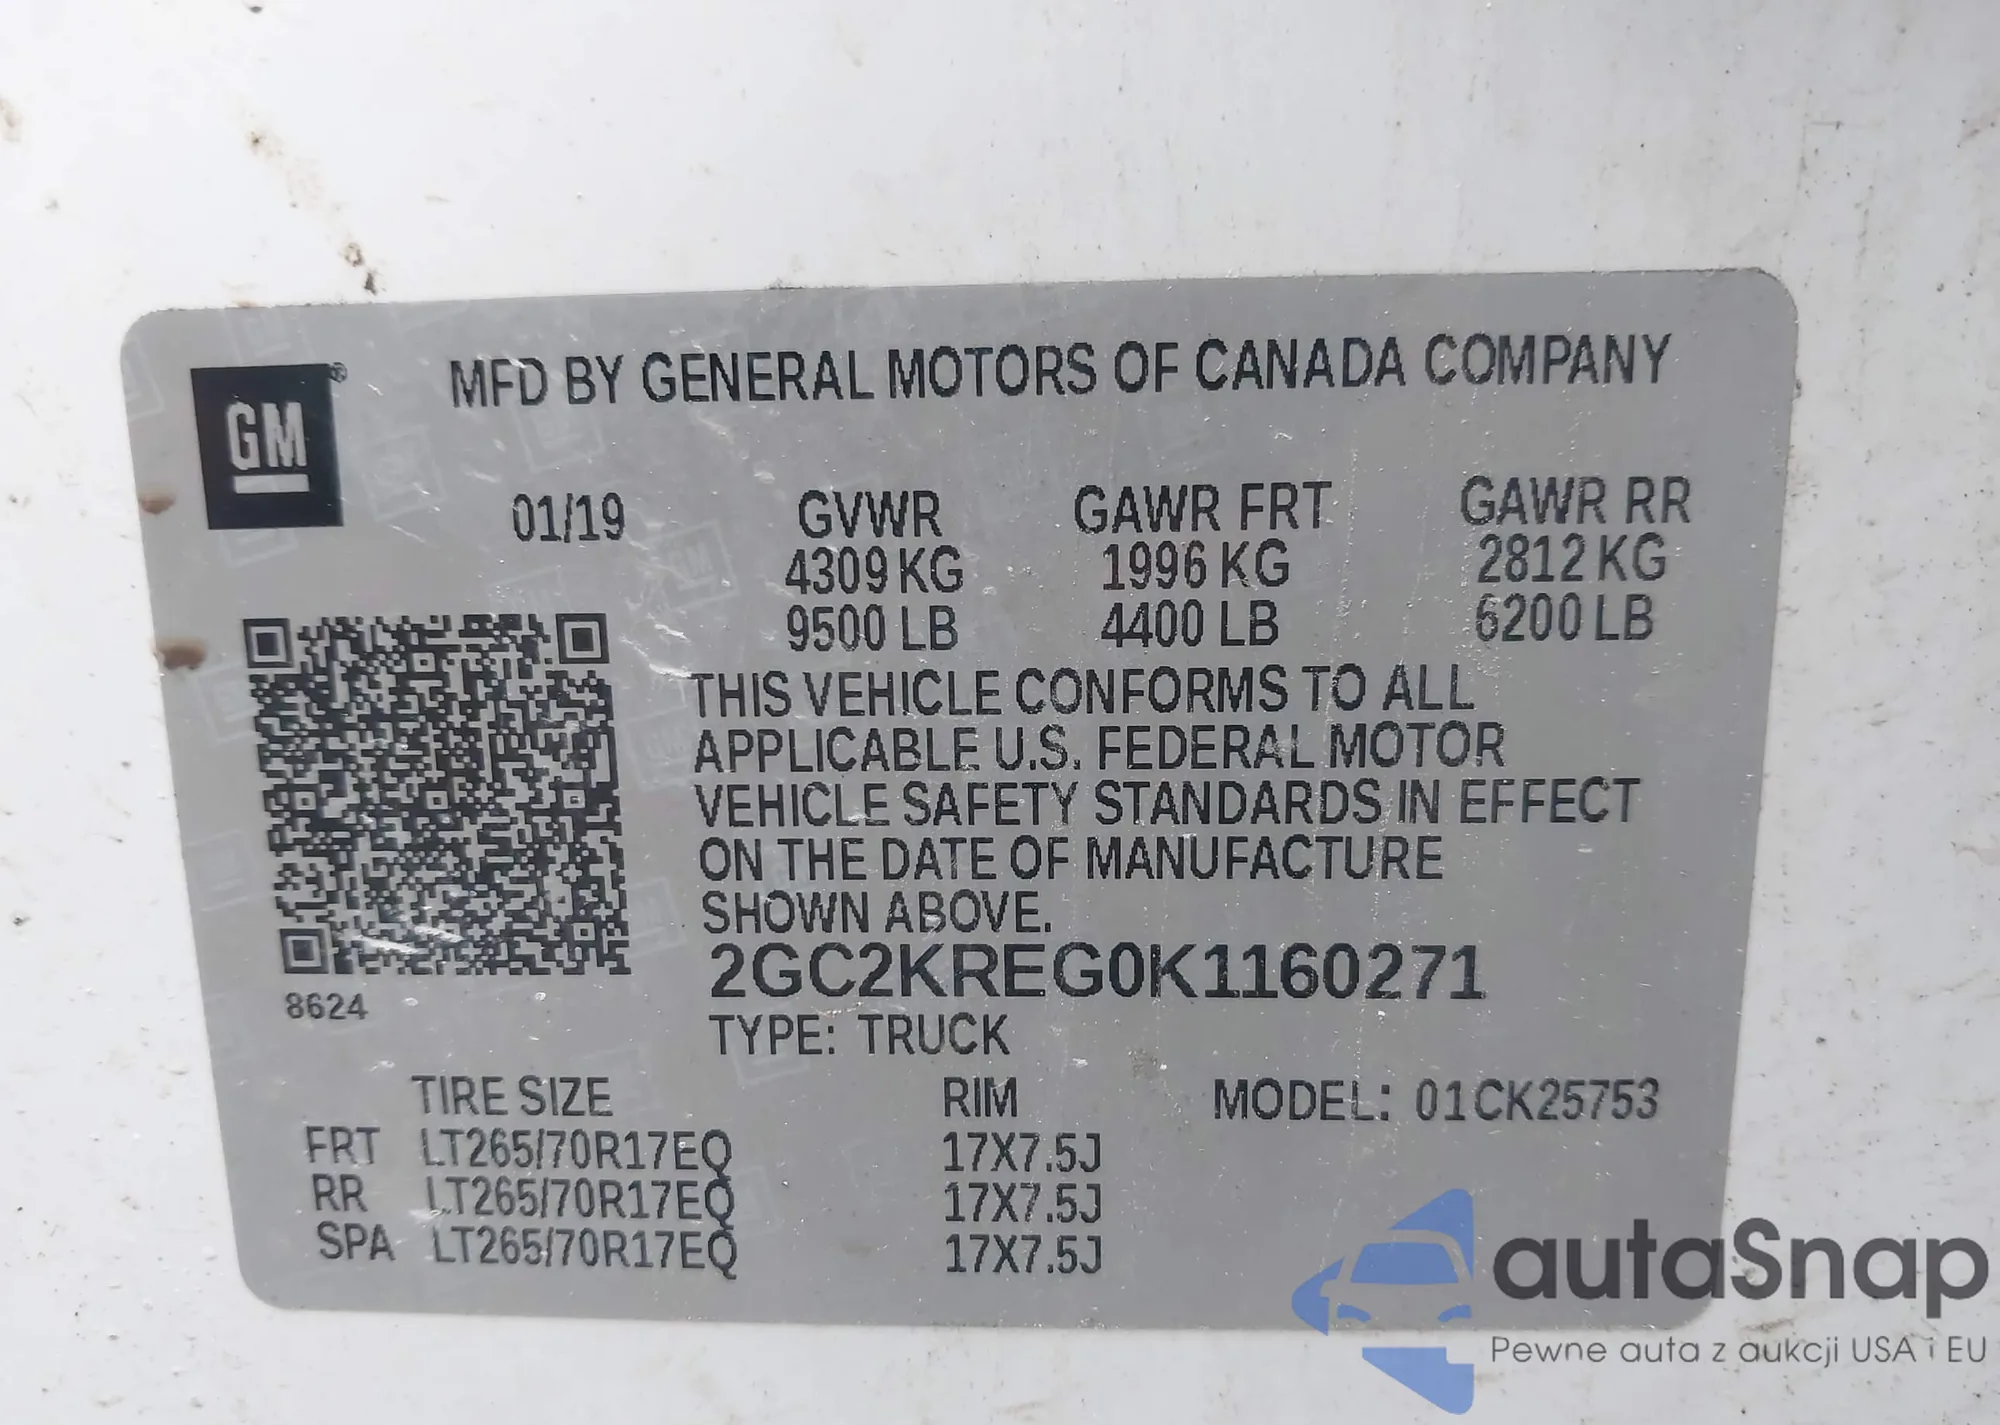 GM®
MFD BY GENERAL MOTORS OF CANADA COMPANY
01/19 GVWR GAWR FRT GAWR RR
4309 KG 1996 KG 2812 KG
9500 LB 4400 LB 6200 LB
THIS VEHICLE CONFORMS TO ALL
APPLICABLE U.S. FEDERAL MOTOR
VEHICLE SAFETY STANDARDS IN EFFECT
ON THE DATE OF MANUFACTURE
SHOWN ABOVE.
2GC2KREG0K1160271
8624
TYPE: TRUCK
TIRE SIZE RIM MODEL: 01CK25753
FRT LT265/70R17EQ 17X7.5J
RR LT265/70R17EQ 17X7.5J
SPA LT265/70R17EQ 17X7.5J
autaSnap
Pewne auta z aukcji USA i EU